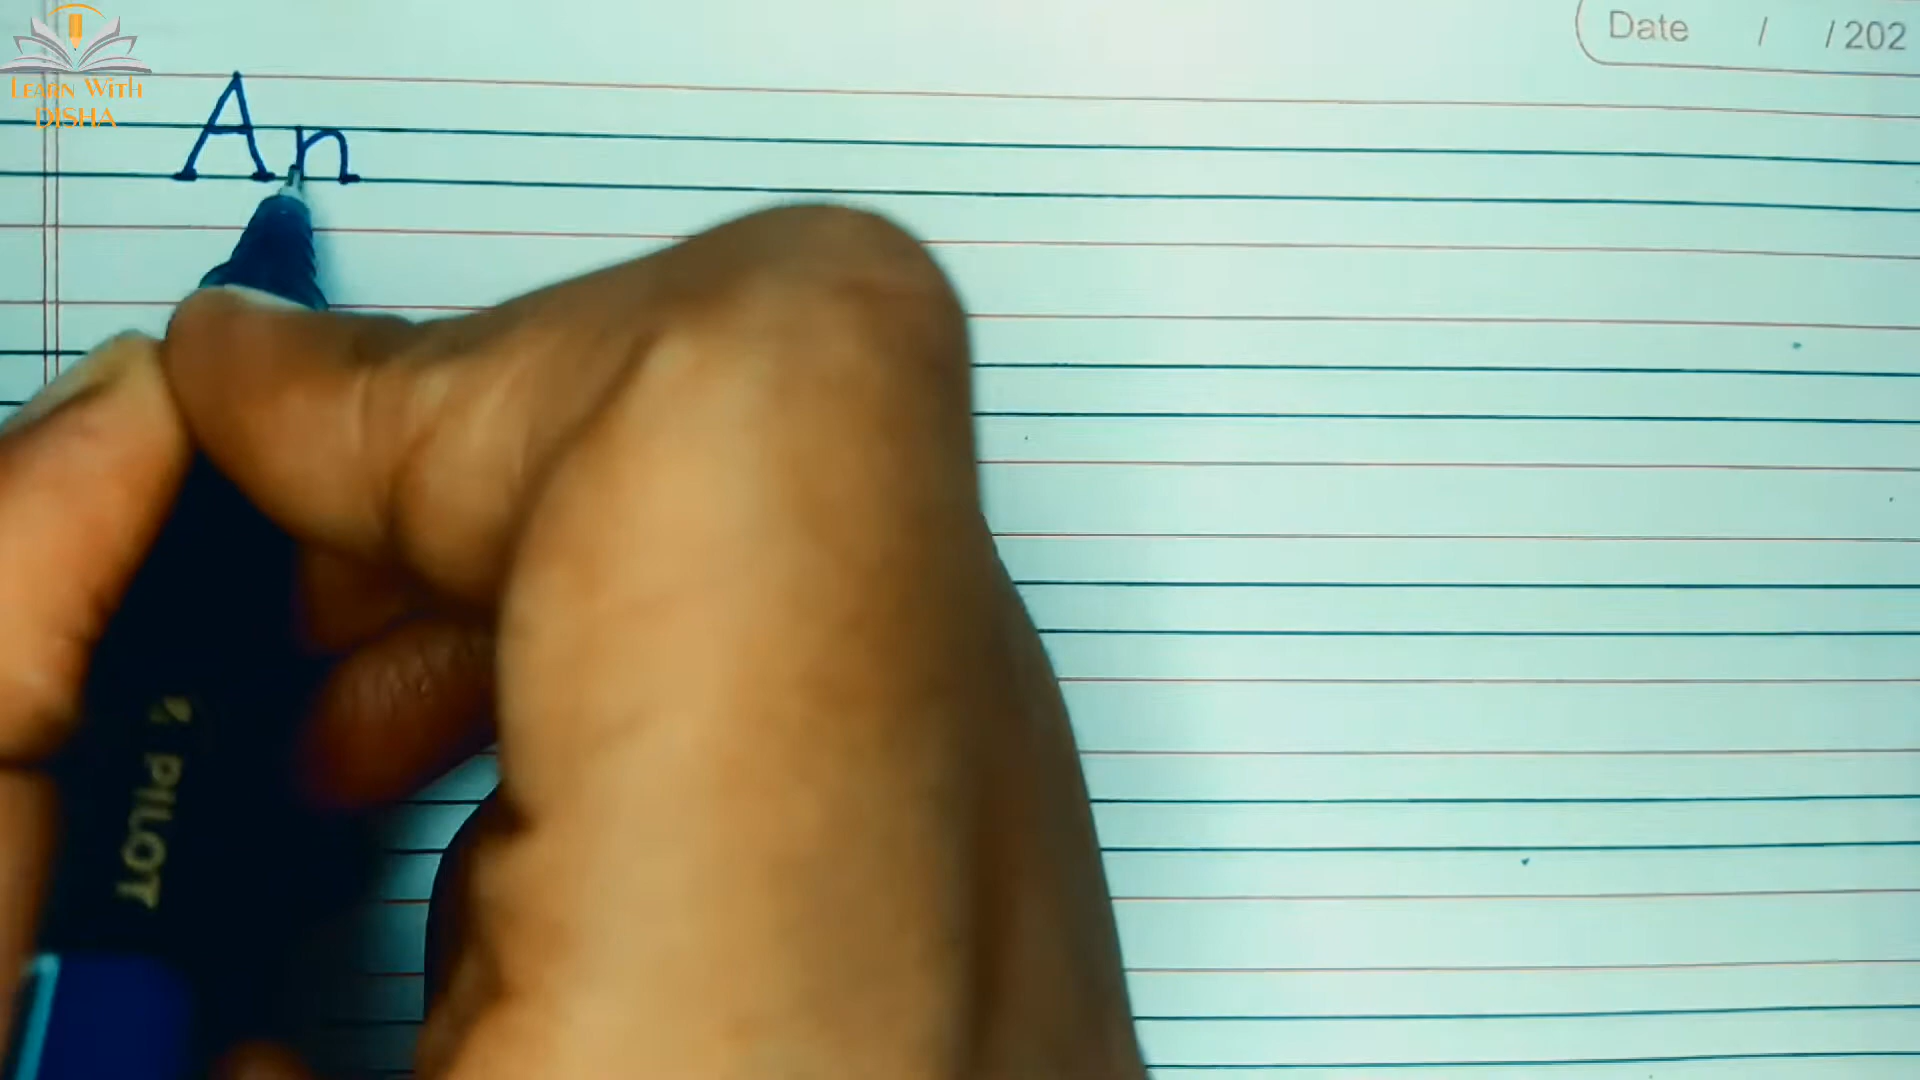 LEARN WITH
DISHA
Date / / 202
An
PILOT